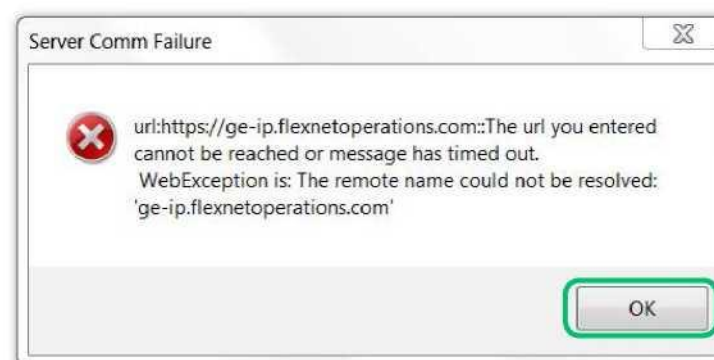 Server Comm Failure
url:https://ge-ip.flexnetoperations.com::The url you entered
cannot be reached or message has timed out.
WebException is: The remote name could not be resolved:
'ge-ip.flexnetoperations.com'
OK